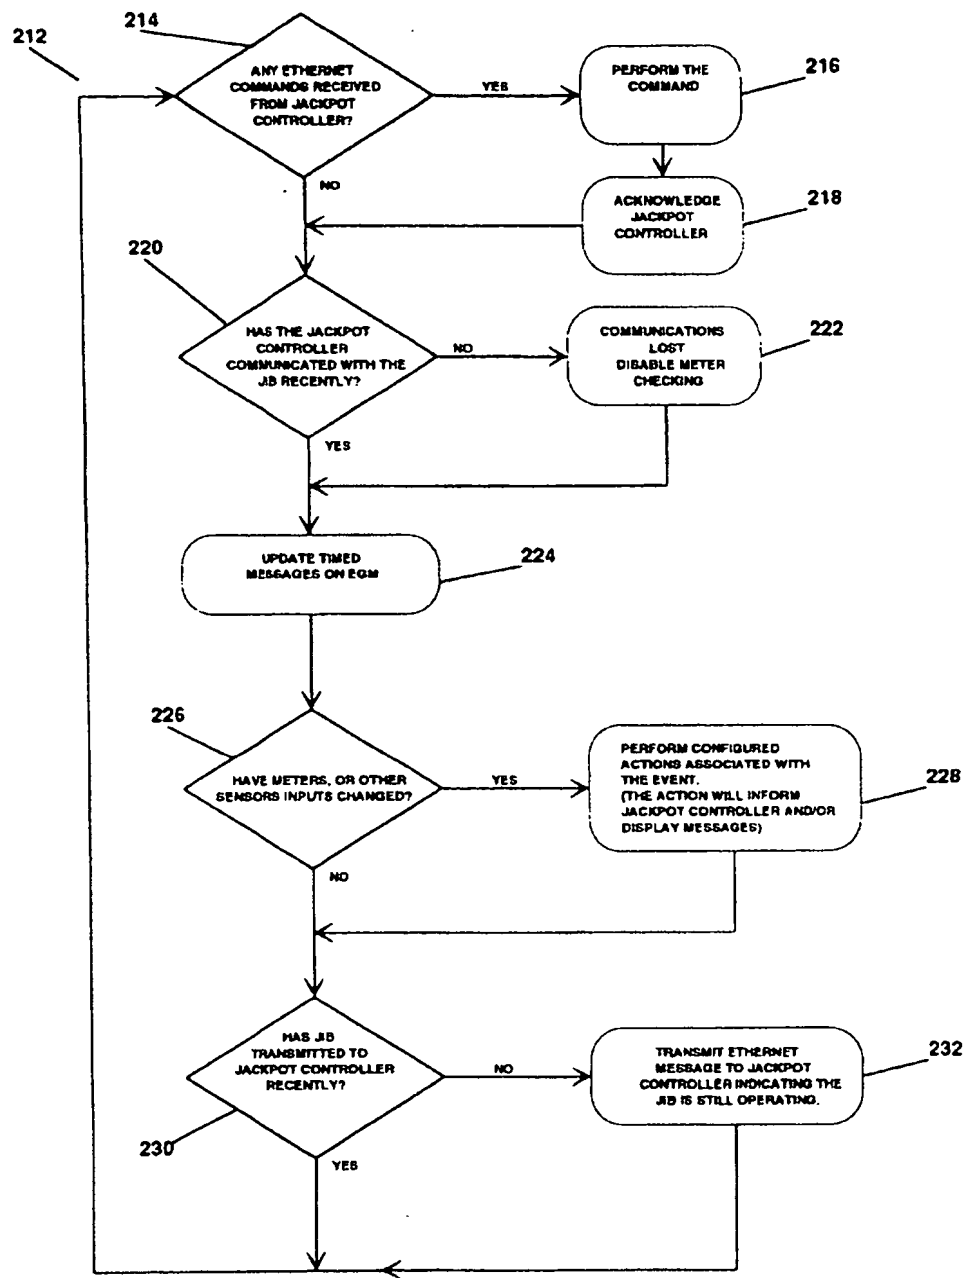 212
214
ANY ETHERNET
COMMANDS RECEIVED
FROM JACKPOT
CONTROLLER?
YES
PERFORM THE
COMMAND
216
NO
ACKNOWLEDGE
JACKPOT
CONTROLLER
218
220
HAS THE JACKPOT
CONTROLLER
COMMUNICATED WITH THE
JIB RECENTLY?
NO
COMMUNICATIONS
LOST
DISABLE METER
CHECKING
222
YES
UPDATE TIMED
MESSAGES ON EGM
224
226
HAVE METERS, OR OTHER
SENSORS INPUTS CHANGED?
YES
PERFORM CONFIGURED
ACTIONS ASSOCIATED WITH
THE EVENT.
(THE ACTION WILL INFORM
JACKPOT CONTROLLER AND/OR
DISPLAY MESSAGES)
228
NO
HAS JIB
TRANSMITTED TO
JACKPOT CONTROLLER
RECENTLY?
230
NO
TRANSMIT ETHERNET
MESSAGE TO JACKPOT
CONTROLLER INDICATING THE
JIB IS STILL OPERATING.
232
YES